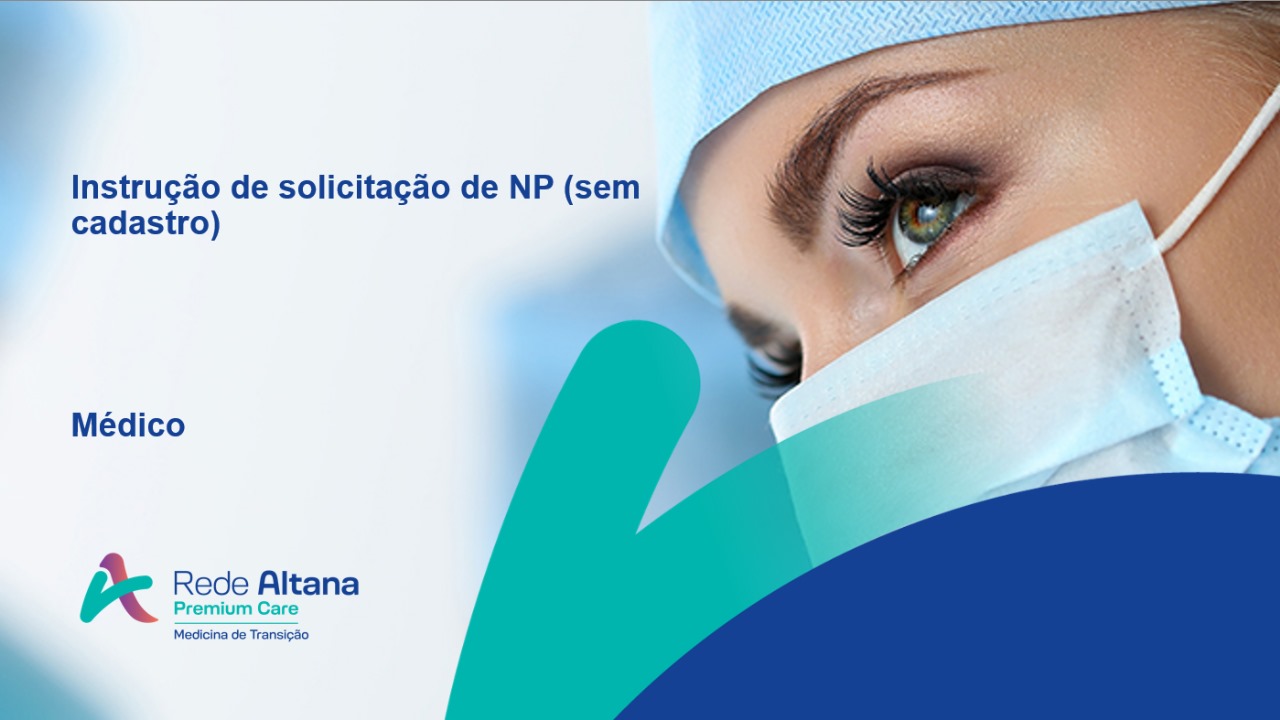 Instrução de solicitação de NP (sem
cadastro)
Médico
Rede Altana
Premium Care
Medicina de Transição